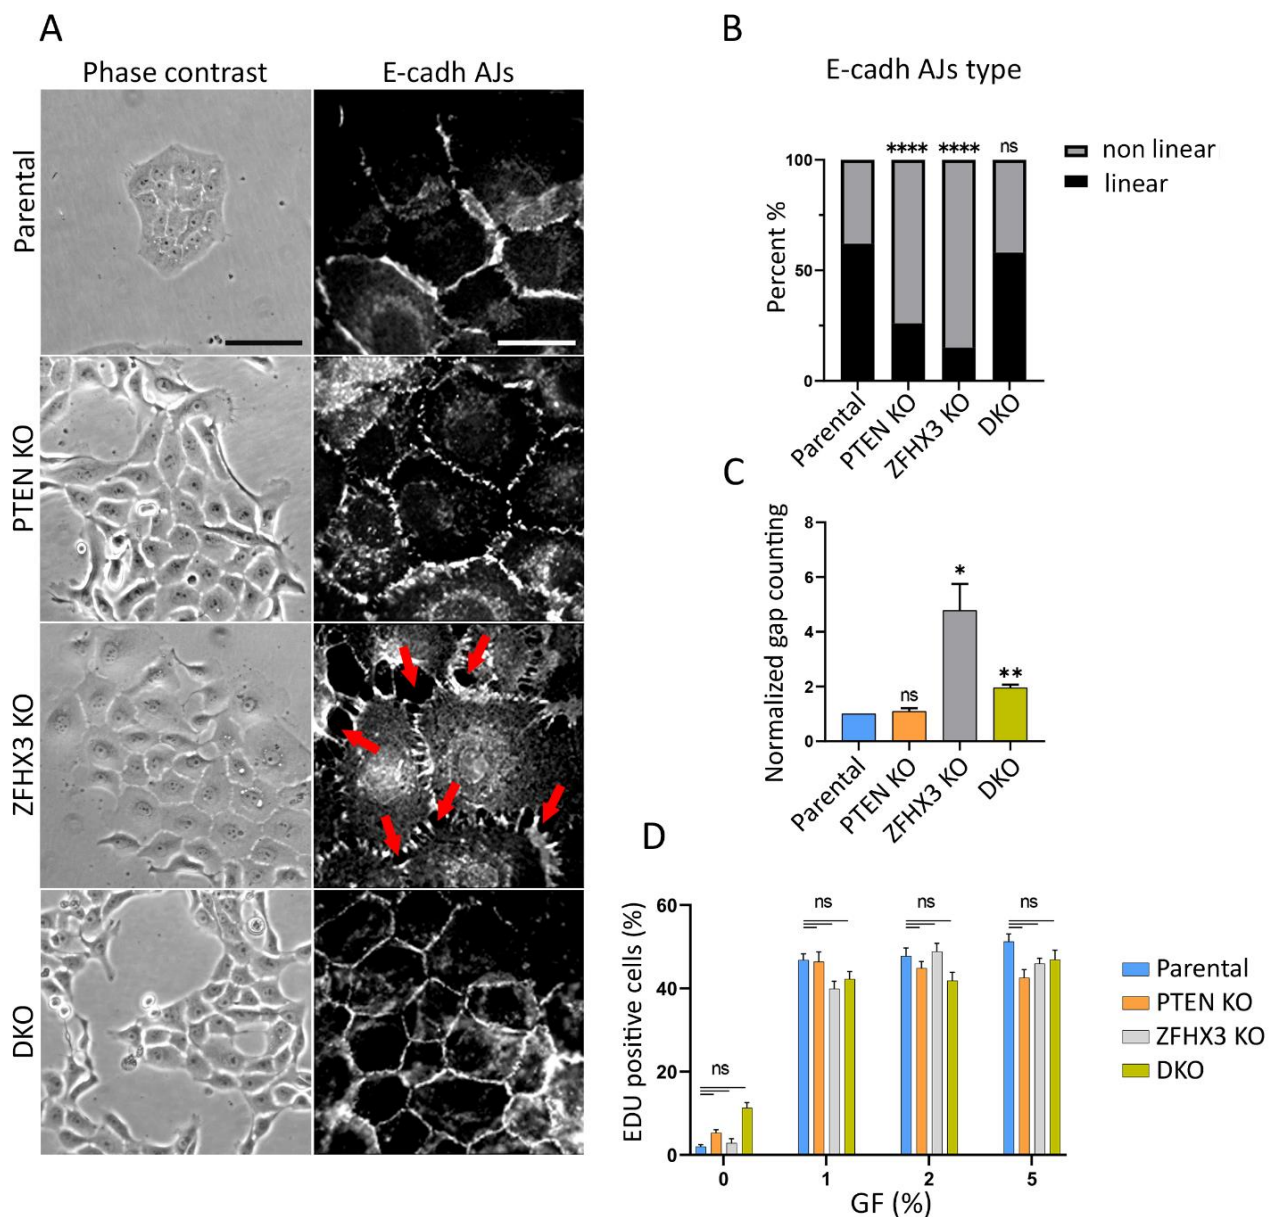 A
Phase contrast
E-cadh AJs
Parental
PTEN KO
ZFHX3 KO
DKO
B
E-cadh AJs type
**** **** ns
non linear
linear
Percent %
100
50
0
Parental
PTEN KO
ZFHX3 KO
DKO
C
Normalized gap counting
8
6
4
2
0
ns
*
**
Parental
PTEN KO
ZFHX3 KO
DKO
D
EDU positive cells (%)
60
40
20
0
ns
ns
ns
ns
0 1 2 5
GF (%)
Parental
PTEN KO
ZFHX3 KO
DKO